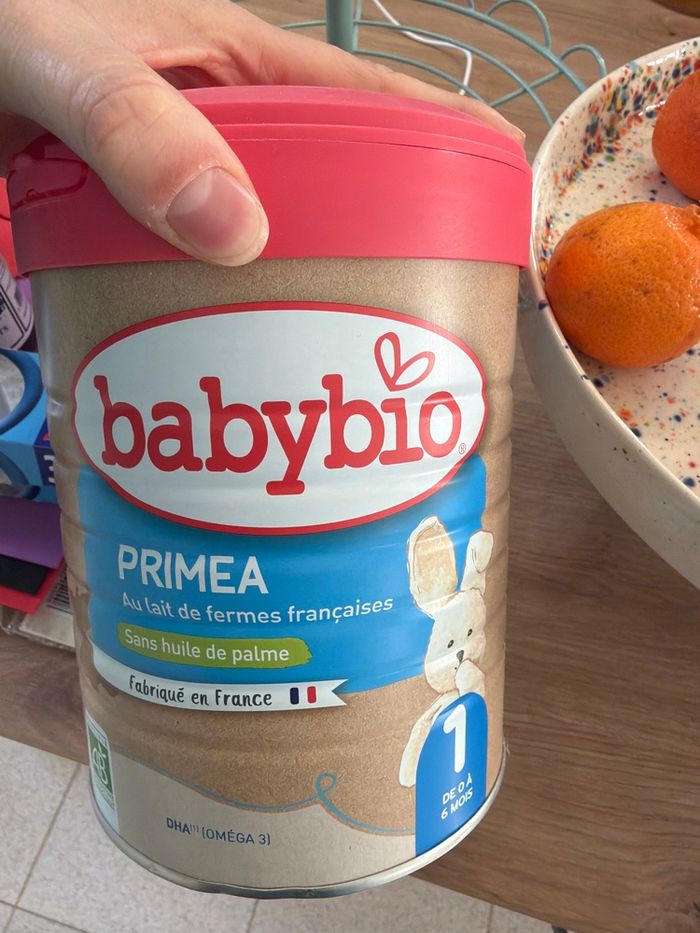 babybio®
PRIMEA
Au lait de fermes françaises
Sans huile de palme
Fabriqué en France
1
DE 0 À
6 MOIS
AB
DHA(1) (OMÉGA 3)